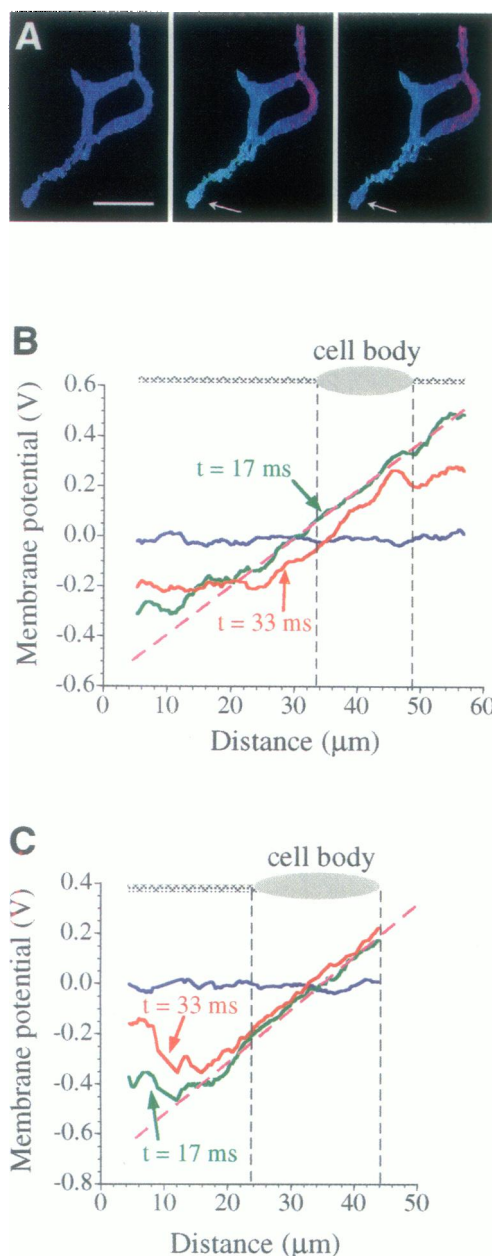 A
B
cell body
0.6
0.4
0.2
0.0
-0.2
-0.4
-0.6
t = 17 ms
t = 33 ms
Membrane potential (V)
0 10 20 30 40 50 60
Distance (µm)
C
cell body
0.4
0.2
0.0
-0.2
-0.4
-0.6
-0.8
t = 33 ms
t = 17 ms
Membrane potential (V)
0 10 20 30 40 50
Distance (µm)